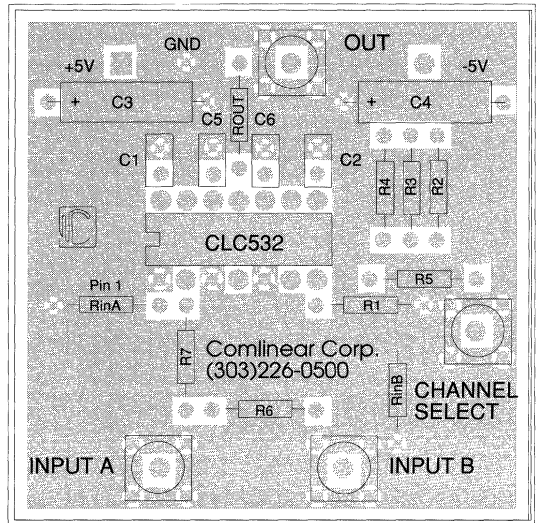 GND
OUT
+5V
-5V
+ C3
+ C4
C5
ROUT
C6
C1
C2
R4
R3
R2
CLC532
Pin 1
RinA
R5
R1
R7
Comlinear Corp.
(303)226-0500
RinB
CHANNEL
SELECT
R6
INPUT A
INPUT B